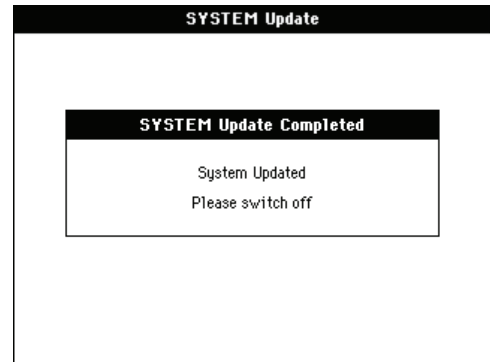 SYSTEM Update
SYSTEM Update Completed
System Updated
Please switch off